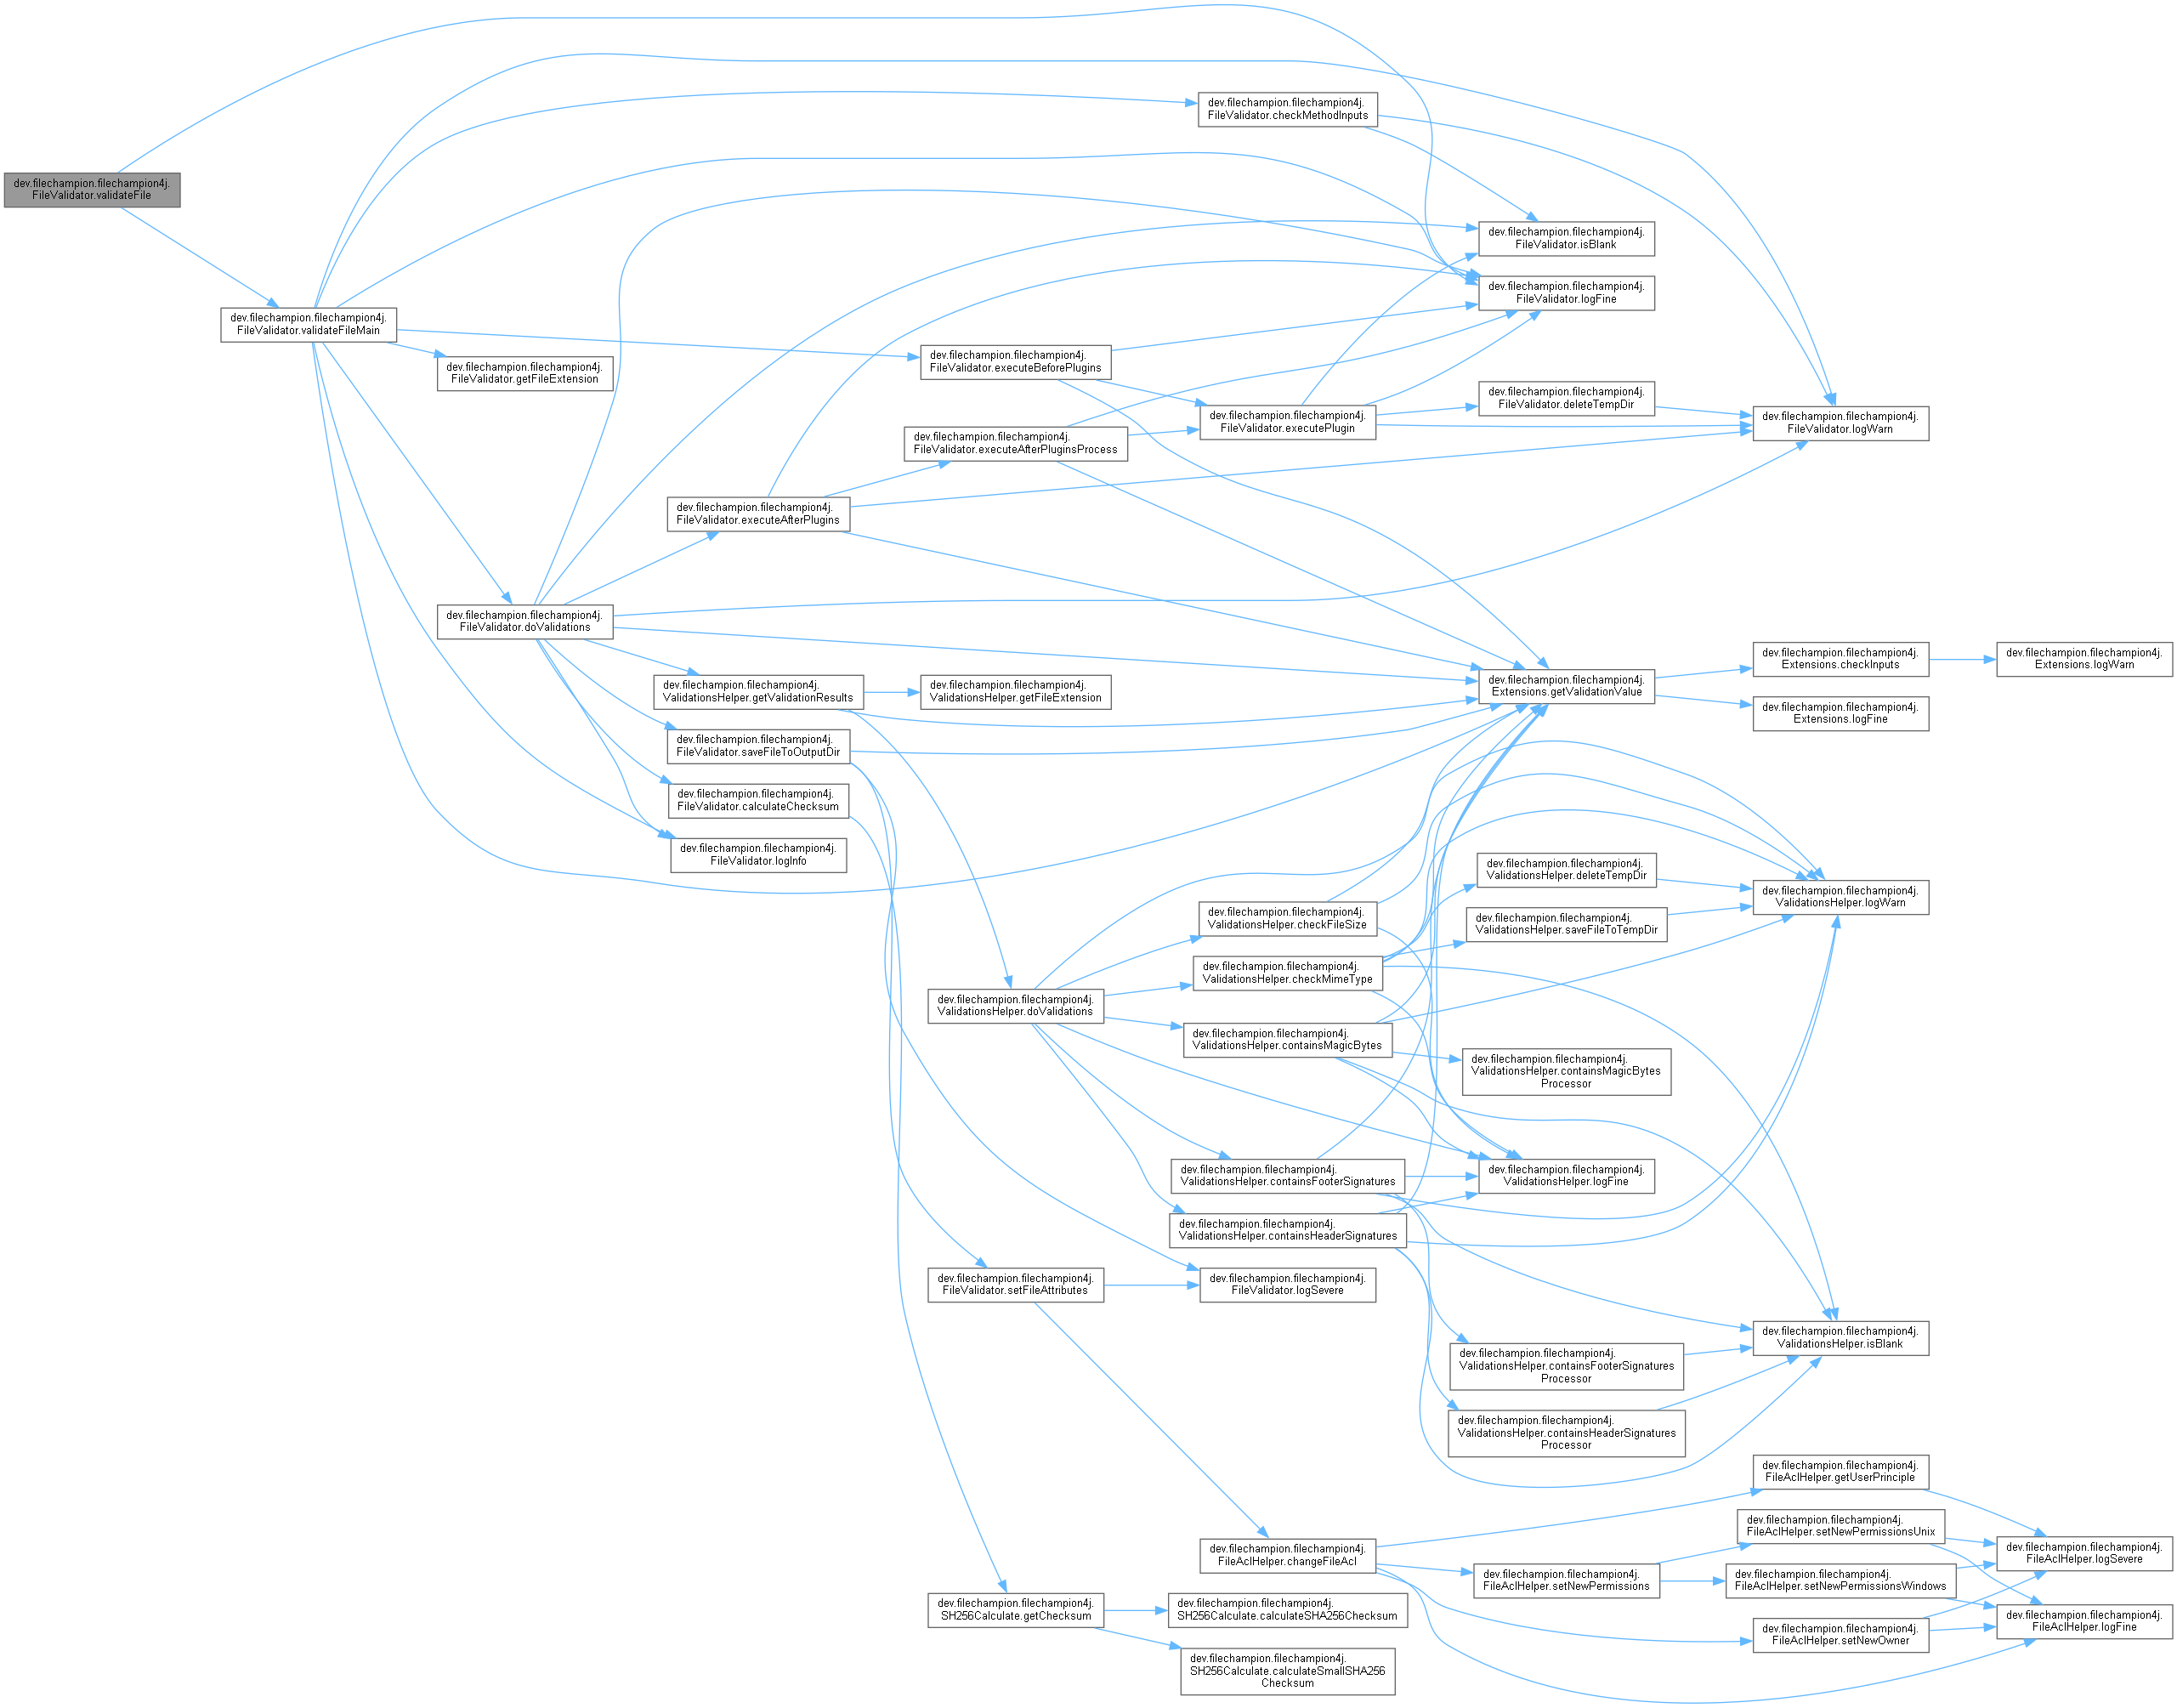 dev.filechampion.filechampion4j.
FileValidator.validateFile
dev.filechampion.filechampion4j.
FileValidator.validateFileMain
dev.filechampion.filechampion4j.
FileValidator.getFileExtension
dev.filechampion.filechampion4j.
FileValidator.doValidations
dev.filechampion.filechampion4j.
FileValidator.executeAfterPlugins
dev.filechampion.filechampion4j.
ValidationsHelper.getValidationResults
dev.filechampion.filechampion4j.
FileValidator.saveFileToOutputDir
dev.filechampion.filechampion4j.
FileValidator.calculateChecksum
dev.filechampion.filechampion4j.
FileValidator.logInfo
dev.filechampion.filechampion4j.
FileValidator.executeBeforePlugins
dev.filechampion.filechampion4j.
FileValidator.executeAfterPluginsProcess
dev.filechampion.filechampion4j.
ValidationsHelper.getFileExtension
dev.filechampion.filechampion4j.
ValidationsHelper.doValidations
dev.filechampion.filechampion4j.
FileValidator.setFileAttributes
dev.filechampion.filechampion4j.
SH256Calculate.getChecksum
dev.filechampion.filechampion4j.
FileValidator.checkMethodInputs
dev.filechampion.filechampion4j.
FileValidator.executePlugin
dev.filechampion.filechampion4j.
ValidationsHelper.checkFileSize
dev.filechampion.filechampion4j.
ValidationsHelper.checkMimeType
dev.filechampion.filechampion4j.
ValidationsHelper.containsMagicBytes
dev.filechampion.filechampion4j.
ValidationsHelper.containsFooterSignatures
dev.filechampion.filechampion4j.
ValidationsHelper.containsHeaderSignatures
dev.filechampion.filechampion4j.
FileValidator.logSevere
dev.filechampion.filechampion4j.
FileAclHelper.changeFileAcl
dev.filechampion.filechampion4j.
SH256Calculate.calculateSHA256Checksum
dev.filechampion.filechampion4j.
SH256Calculate.calculateSmallSHA256
Checksum
dev.filechampion.filechampion4j.
FileValidator.isBlank
dev.filechampion.filechampion4j.
FileValidator.logFine
dev.filechampion.filechampion4j.
FileValidator.deleteTempDir
dev.filechampion.filechampion4j.
Extensions.getValidationValue
dev.filechampion.filechampion4j.
ValidationsHelper.deleteTempDir
dev.filechampion.filechampion4j.
ValidationsHelper.saveFileToTempDir
dev.filechampion.filechampion4j.
ValidationsHelper.containsMagicBytes
Processor
dev.filechampion.filechampion4j.
ValidationsHelper.logFine
dev.filechampion.filechampion4j.
ValidationsHelper.containsFooterSignatures
Processor
dev.filechampion.filechampion4j.
ValidationsHelper.containsHeaderSignatures
Processor
dev.filechampion.filechampion4j.
FileAclHelper.setNewPermissions
dev.filechampion.filechampion4j.
FileValidator.logWarn
dev.filechampion.filechampion4j.
Extensions.checkInputs
dev.filechampion.filechampion4j.
Extensions.logFine
dev.filechampion.filechampion4j.
ValidationsHelper.logWarn
dev.filechampion.filechampion4j.
ValidationsHelper.isBlank
dev.filechampion.filechampion4j.
FileAclHelper.getUserPrinciple
dev.filechampion.filechampion4j.
FileAclHelper.setNewPermissionsUnix
dev.filechampion.filechampion4j.
FileAclHelper.setNewPermissionsWindows
dev.filechampion.filechampion4j.
FileAclHelper.setNewOwner
dev.filechampion.filechampion4j.
Extensions.logWarn
dev.filechampion.filechampion4j.
FileAclHelper.logSevere
dev.filechampion.filechampion4j.
FileAclHelper.logFine